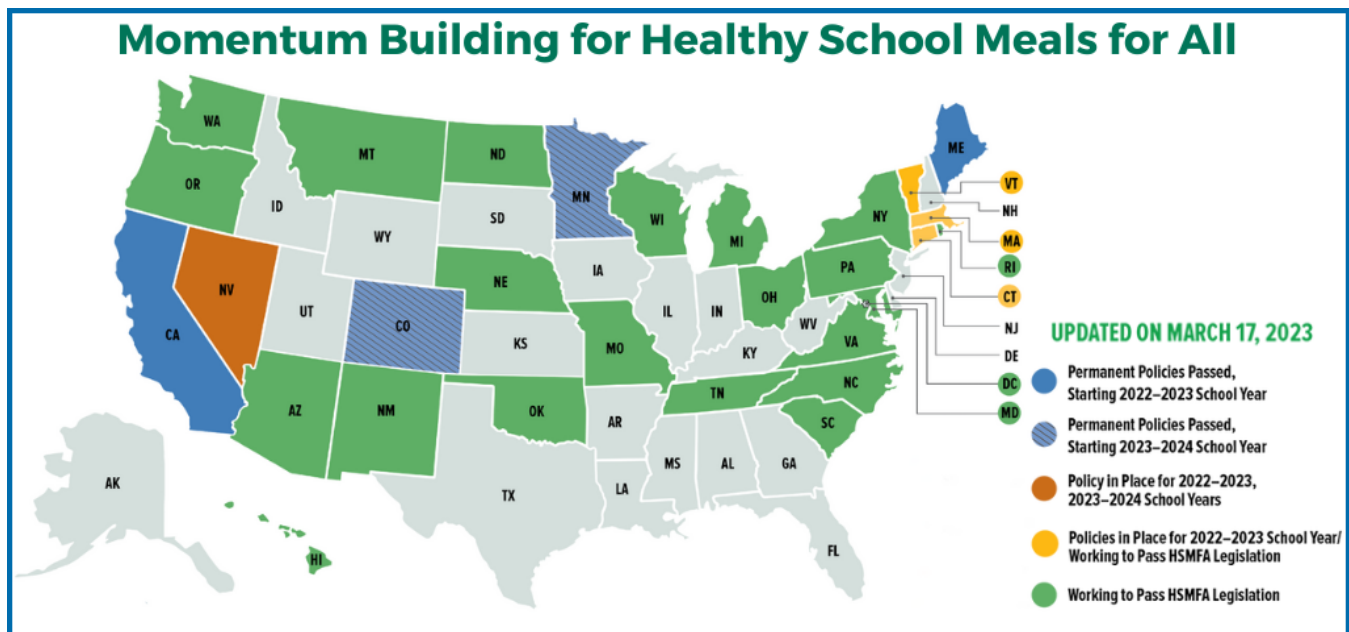 Momentum Building for Healthy School Meals for All
WA
OR
CA
NV
ID
MT
WY
UT
AZ
CO
NM
ND
SD
NE
KS
OK
TX
MN
IA
MO
AR
LA
WI
IL
MS
MI
IN
KY
TN
AL
OH
WV
GA
FL
SC
NC
VA
PA
NY
ME
AK
HI
VT
NH
MA
RI
CT
NJ
DE
DC
MD
UPDATED ON MARCH 17, 2023
Permanent Policies Passed,
Starting 2022–2023 School Year
Permanent Policies Passed,
Starting 2023–2024 School Year
Policy in Place for 2022–2023,
2023–2024 School Years
Policies in Place for 2022–2023 School Year/
Working to Pass HSMFA Legislation
Working to Pass HSMFA Legislation